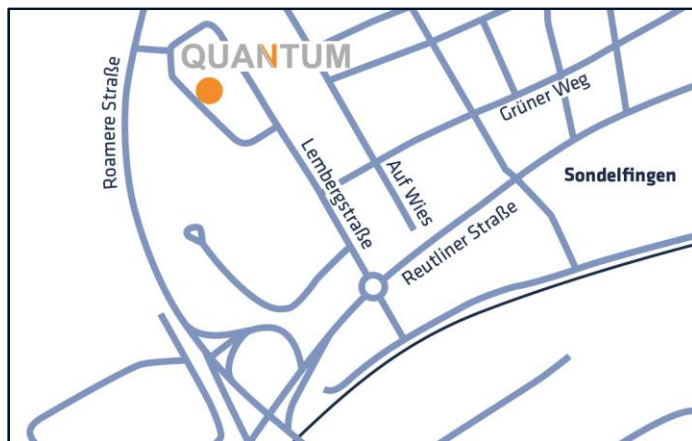 QUANTUM
Roamere Straße
Grüner Weg
Lembergstraße
Auf Wies
Sondelfingen
Reutliner Straße